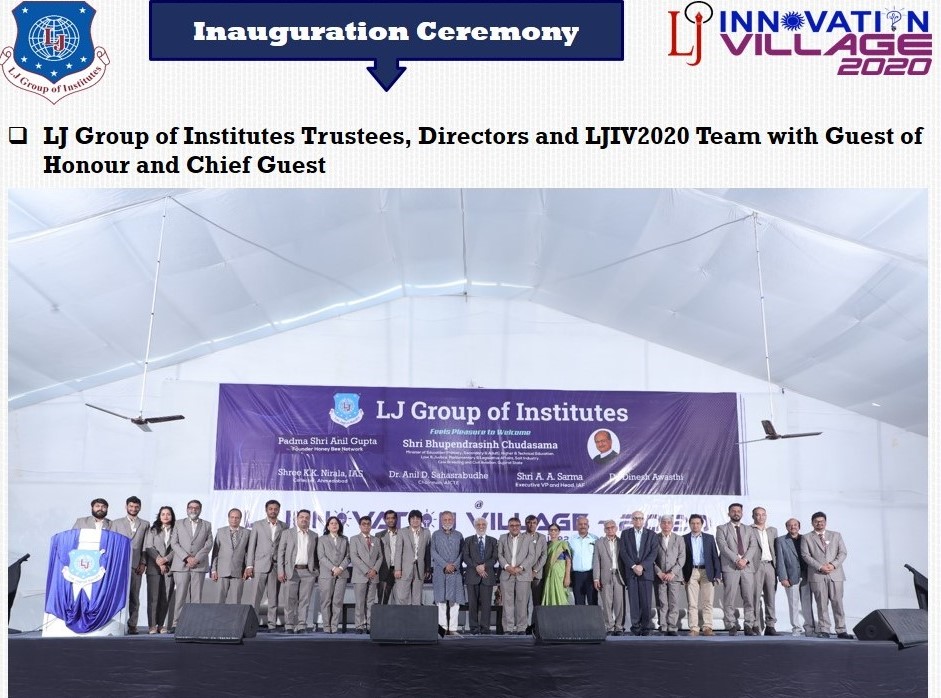 LJ
LJ Group of Institutes
Inauguration Ceremony
LJ INNOVATION
VILLAGE
2020
LJ Group of Institutes Trustees, Directors and LJIV2020 Team with Guest of
Honour and Chief Guest
LJ Group of Institutes
Feels Pleasure to Welcome
Padma Shri Anil Gupta
Founder Honey Bee Network
Shri Bhupendrasinh Chudasama
Shree K.K. Nirala, IAS
Collector, Ahmedabad
Dr. Anil D. Sahasrabudhe
Chairman, AICTE
Shri A. A. Sarma
Executive VP and Head, IAF
Dr. Dinesh Awasthi
@
INNOVATION VILLAGE - 2020